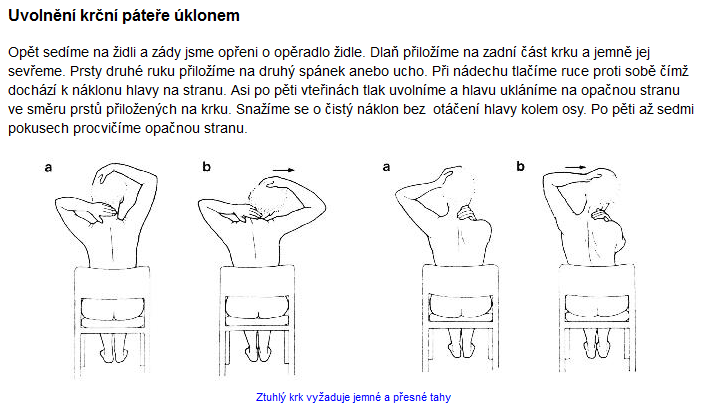 Uvolnění krční páteře úklonem
Opět sedíme na židli a zády jsme opřeni o opěradlo židle. Dlaň přiložíme na zadní část krku a jemně jej
sevřeme. Prsty druhé ruku přiložíme na druhý spánek anebo ucho. Při nádechu tlačíme ruce proti sobě čímž
dochází k náklonu hlavy na stranu. Asi po pěti vteřinách tlak uvolníme a hlavu ukláníme na opačnou stranu
ve směru prstů přiložených na krku. Snažíme se o čistý náklon bez  otáčení hlavy kolem osy. Po pěti až sedmi
pokusech procvičíme opačnou stranu.
a b a b
Ztuhlý krk vyžaduje jemné a přesné tahy